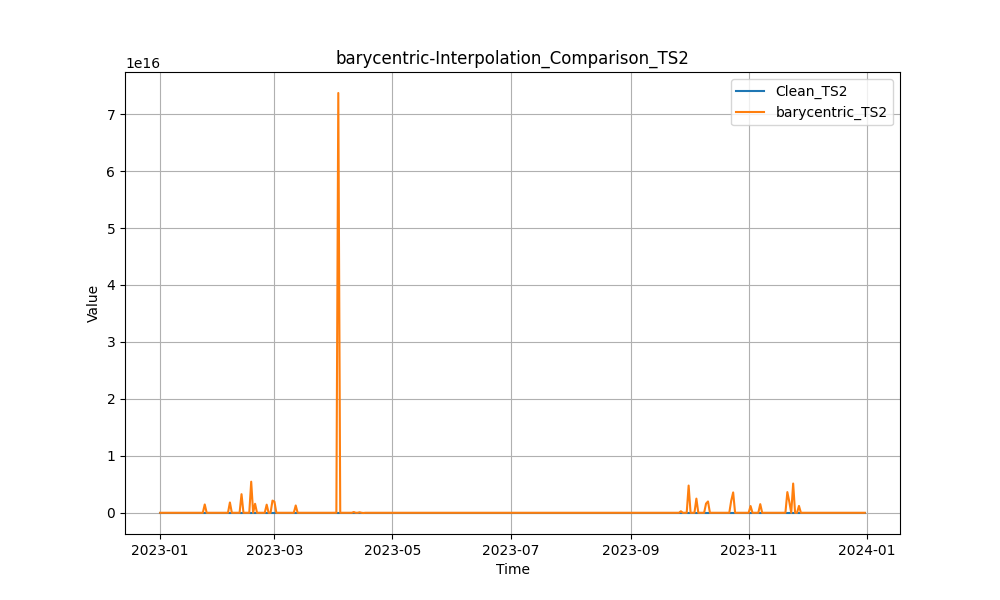 barycentric-Interpolation_Comparison_TS2
1e16
Clean_TS2
barycentric_TS2
7
6
5
4
3
2
1
0
Value
2023-01
2023-03
2023-05
2023-07
2023-09
2023-11
2024-01
Time